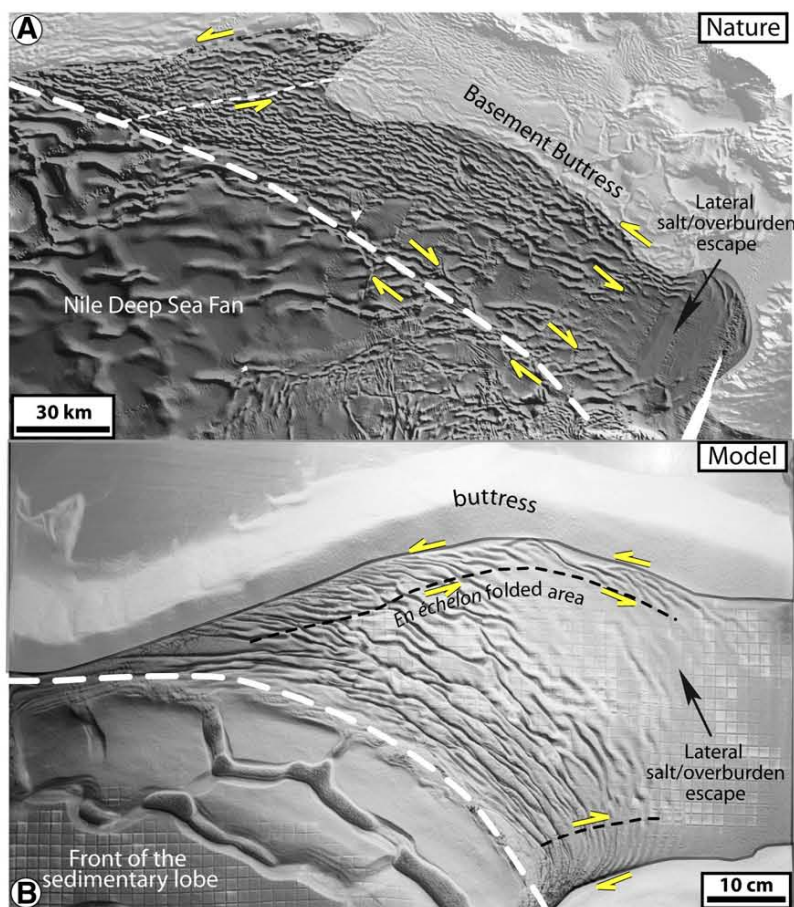 A
Nature
Basement Buttress
Lateral
salt/overburden
escape
Nile Deep Sea Fan
30 km
Model
buttress
En échelon folded area
Lateral
salt/overburden
escape
Front of the
sedimentary lobe
B
10 cm